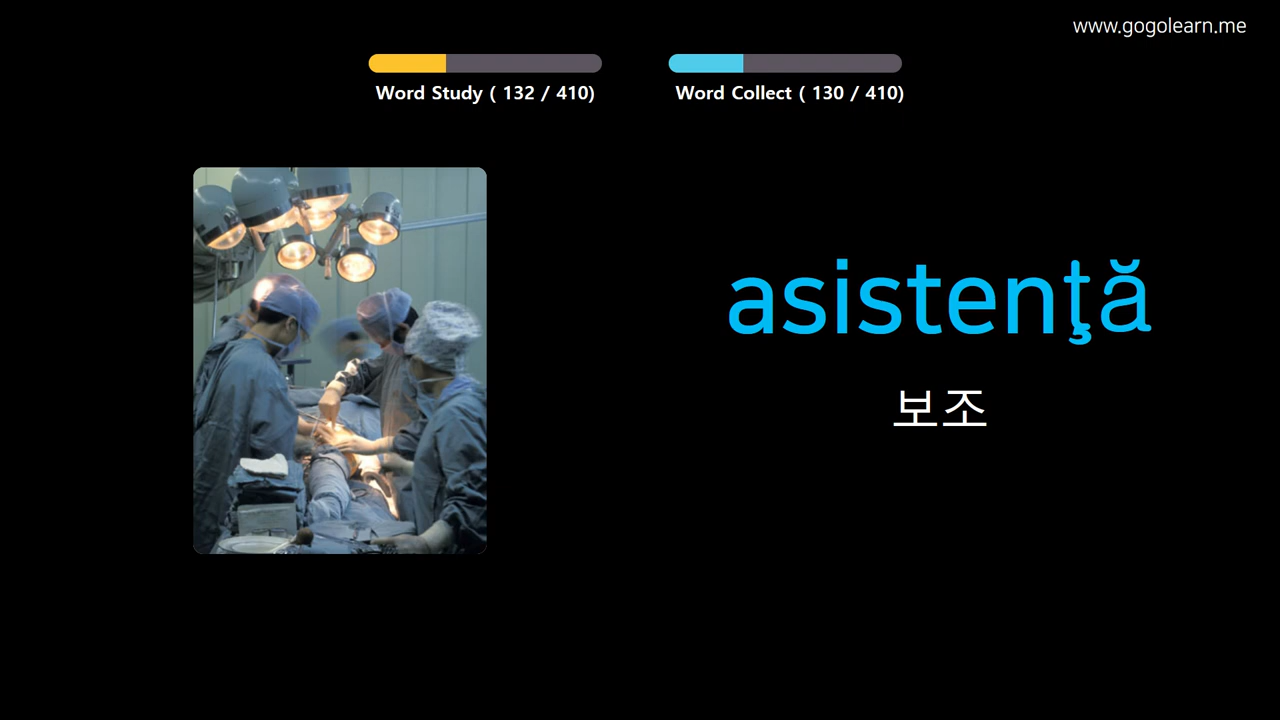 www.gogolearn.me
Word Study ( 132 / 410)
Word Collect ( 130 / 410)
asistenţă
보조